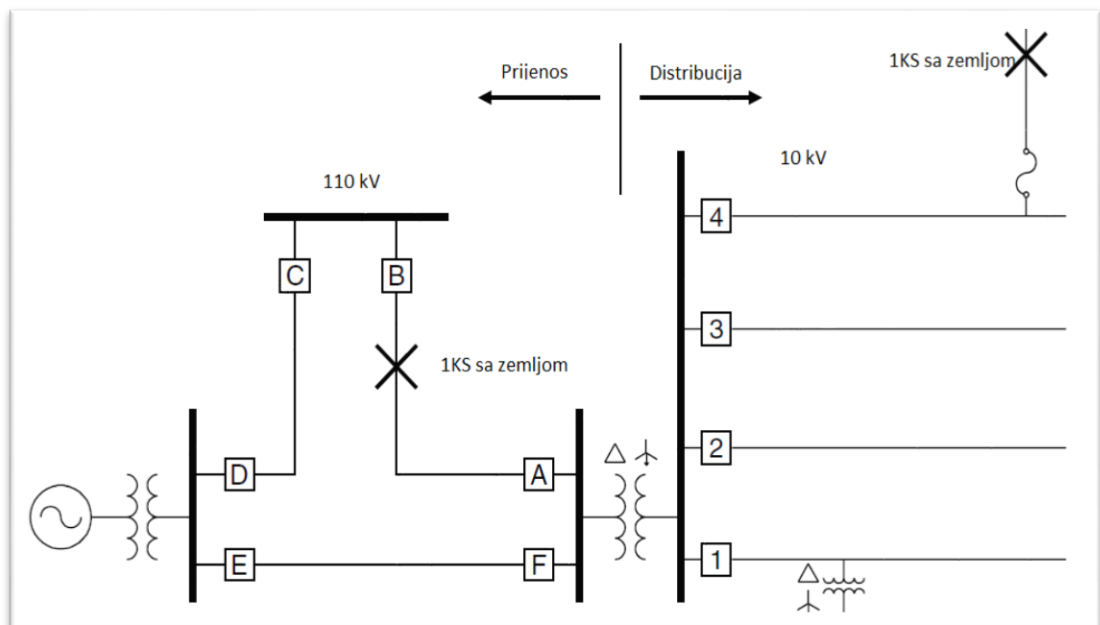 1KS sa zemljom
Prijenos
Distribucija
10 kV
110 kV
4
C
B
3
1KS sa zemljom
2
D
A
E
F
1